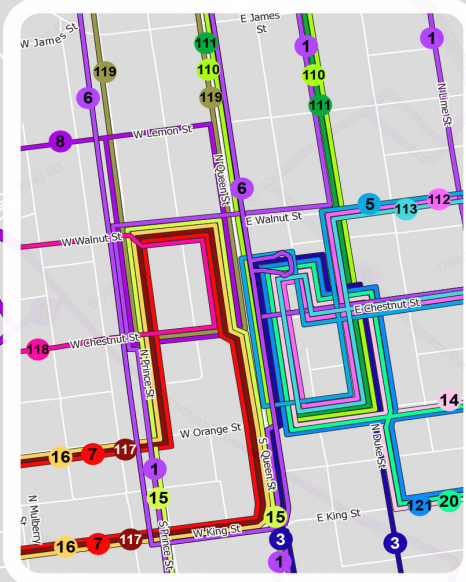 W James St
E James
St
111
1
1
119
110
110
6
119
111
N Lime St
8
W Lemon St
N Queen St
6
5
113
112
E Walnut St
W Walnut St
E Chestnut St
W Chestnut St
118
N Prince St
14
W Orange St
16
7
117
1
S Queen St
N Duke St
15
N Mulberry
St
121
20
15
E King St
S Prince St
W King St
16
7
117
3
3
1